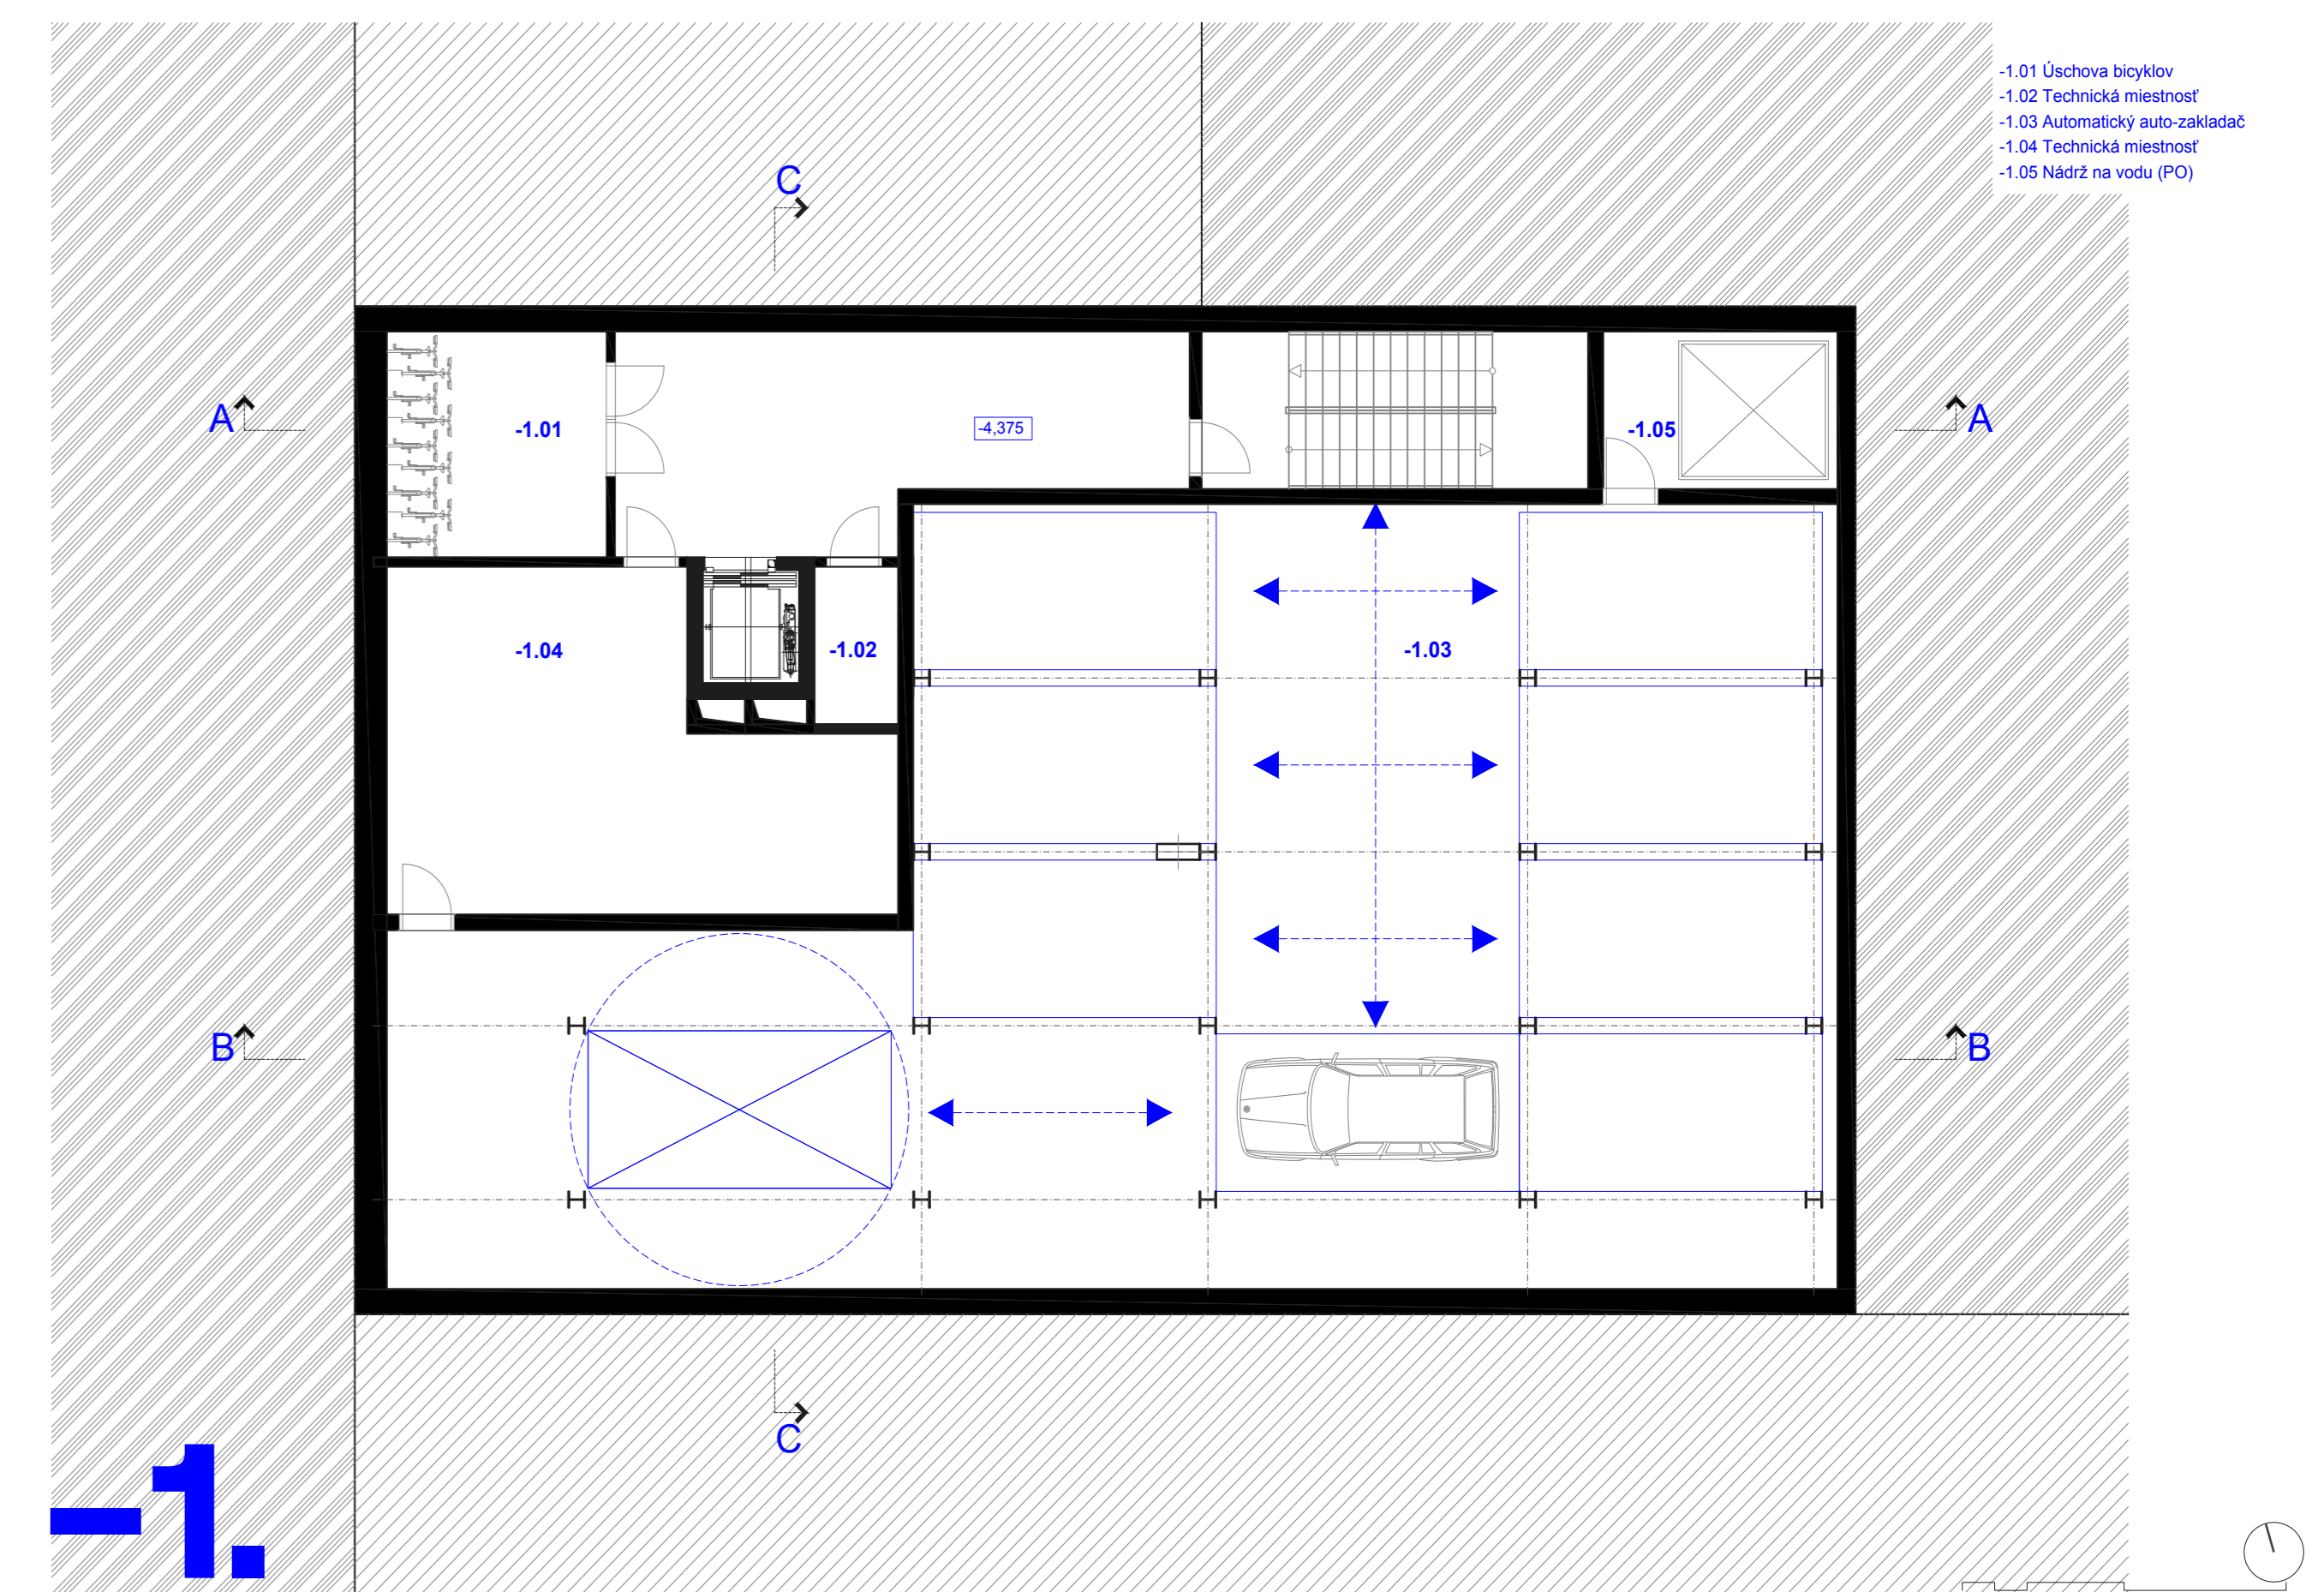 -1.01 Úschova bicyklov
-1.02 Technická miestnosť
-1.03 Automatický auto-zakladač
-1.04 Technická miestnosť
-1.05 Nádrž na vodu (PO)
C
A
-1.01
-4,375
-1.05
A
-1.04
-1.02
-1.03
B
B
C
-1.